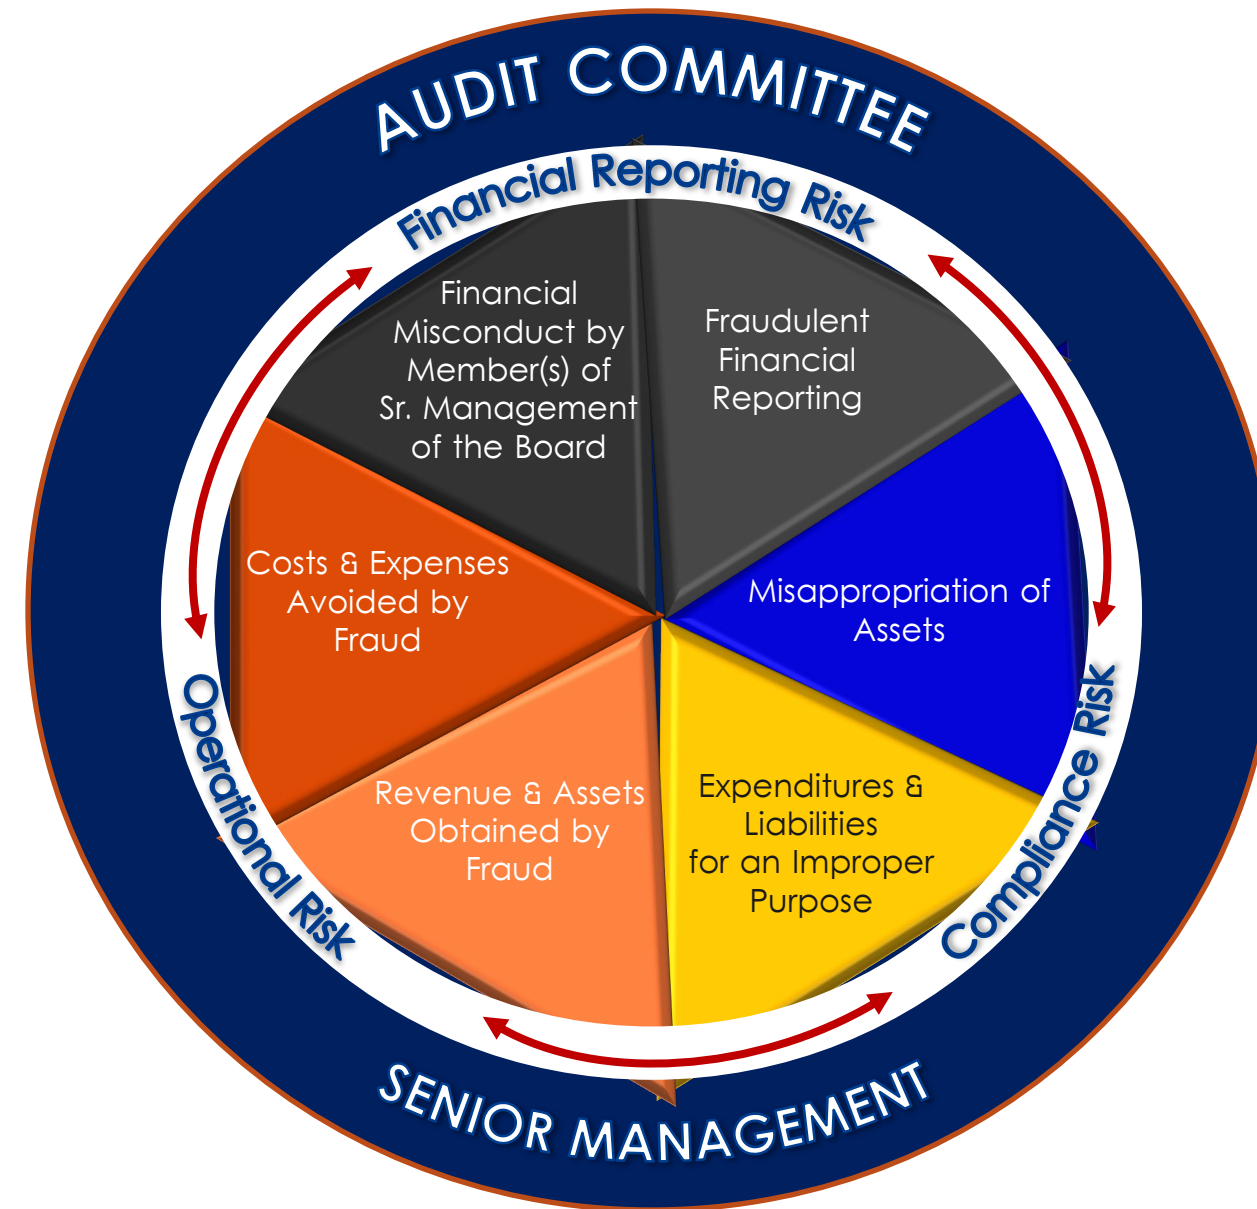 AUDIT COMMITTEE
Financial Reporting Risk
Financial
Misconduct by
Member(s) of
Sr. Management
of the Board
Fraudulent
Financial
Reporting
Costs & Expenses
Avoided by
Fraud
Misappropriation of
Assets
Revenue & Assets
Obtained by
Fraud
Expenditures &
Liabilities
for an Improper
Purpose
Operational Risk
Compliance Risk
SENIOR MANAGEMENT